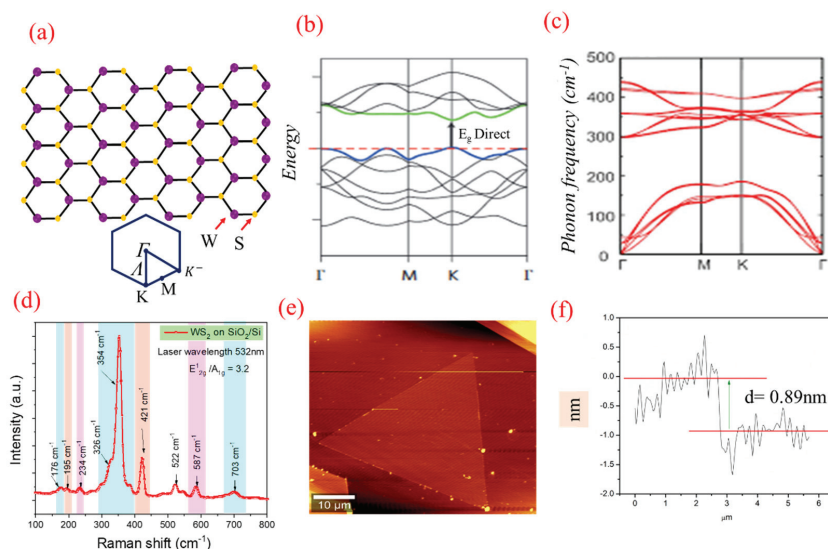 (a)
W
S
Γ
Λ
K⁻
K
M
(b)
Energy
E_g Direct
Γ
M
K
Γ
(c)
Phonon frequency (cm⁻¹)
500
400
300
200
100
0
Γ
M
K
Γ
(d)
Intensity (a.u.)
WS₂ on SiO₂/Si
Laser wavelength 532nm
E¹₂g /A₁g = 3.2
176 cm⁻¹
195 cm⁻¹
234 cm⁻¹
326 cm⁻¹
354 cm⁻¹
421 cm⁻¹
522 cm⁻¹
587 cm⁻¹
703 cm⁻¹
100 200 300 400 500 600 700 800
Raman shift (cm⁻¹)
(e)
10 µm
(f)
nm
1.0
0.5
0.0
-0.5
-1.0
-1.5
-2.0
d= 0.89nm
0 1 2 3 4 5 6
µm